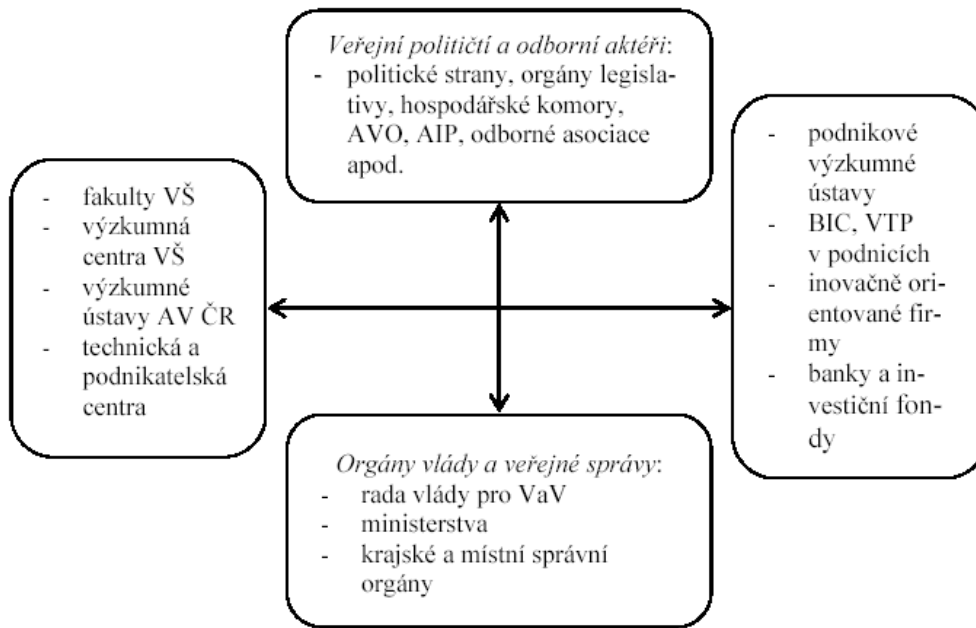 Veřejní političtí a odborní aktéři:
- politické strany, orgány legisla-
tivy, hospodářské komory,
AVO, AIP, odborné asociace
apod.
- fakulty VŠ
- výzkumná
centra VŠ
- výzkumné
ústavy AV ČR
- technická a
podnikatelská
centra
- podnikové
výzkumné
ústavy
- BIC, VTP
v podnicích
- inovačně ori-
entované firmy
- banky a in-
vestiční fon-
dy
Orgány vlády a veřejné správy:
- rada vlády pro VaV
- ministerstva
- krajské a místní správní
orgány